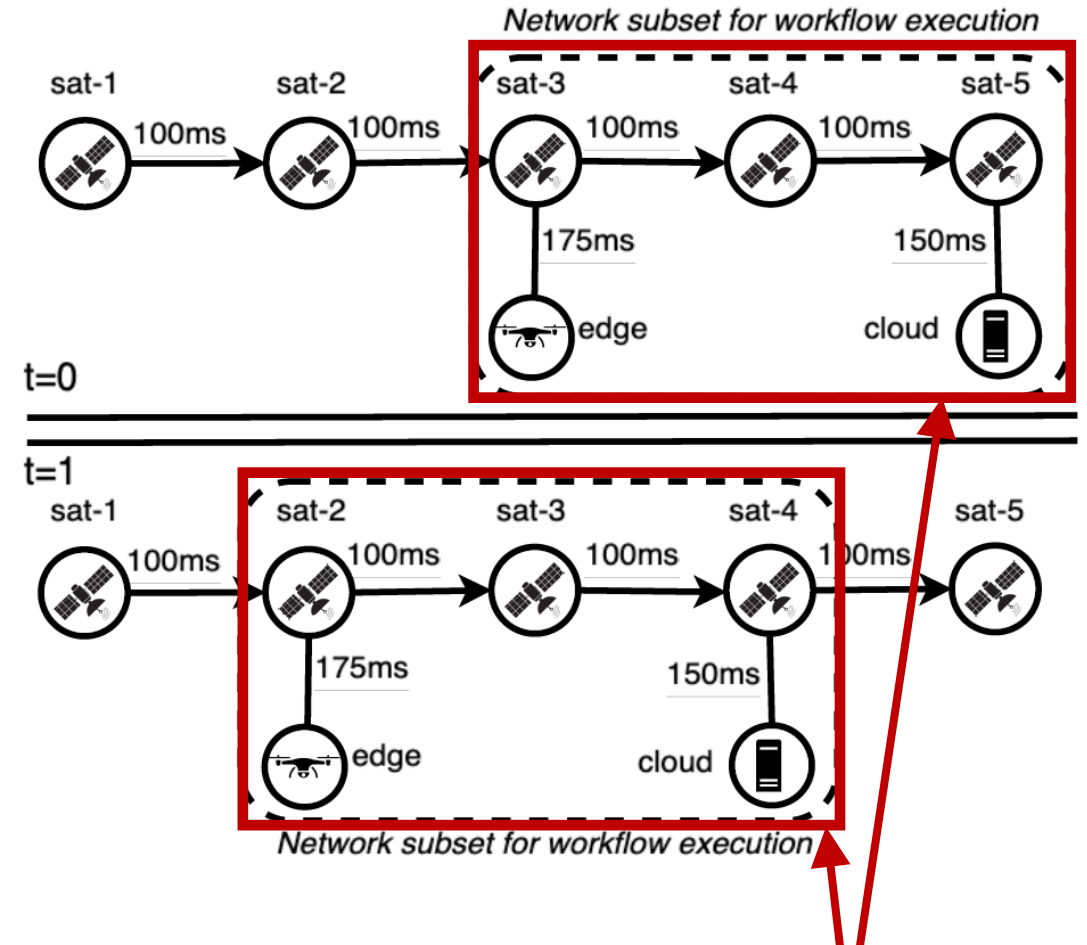 Network subset for workflow execution
sat-1 sat-2 sat-3 sat-4 sat-5
100ms 100ms 100ms 100ms
175ms 150ms
edge cloud
t=0
t=1
sat-1 sat-2 sat-3 sat-4 sat-5
100ms 100ms 100ms 100ms
175ms 150ms
edge cloud
Network subset for workflow execution